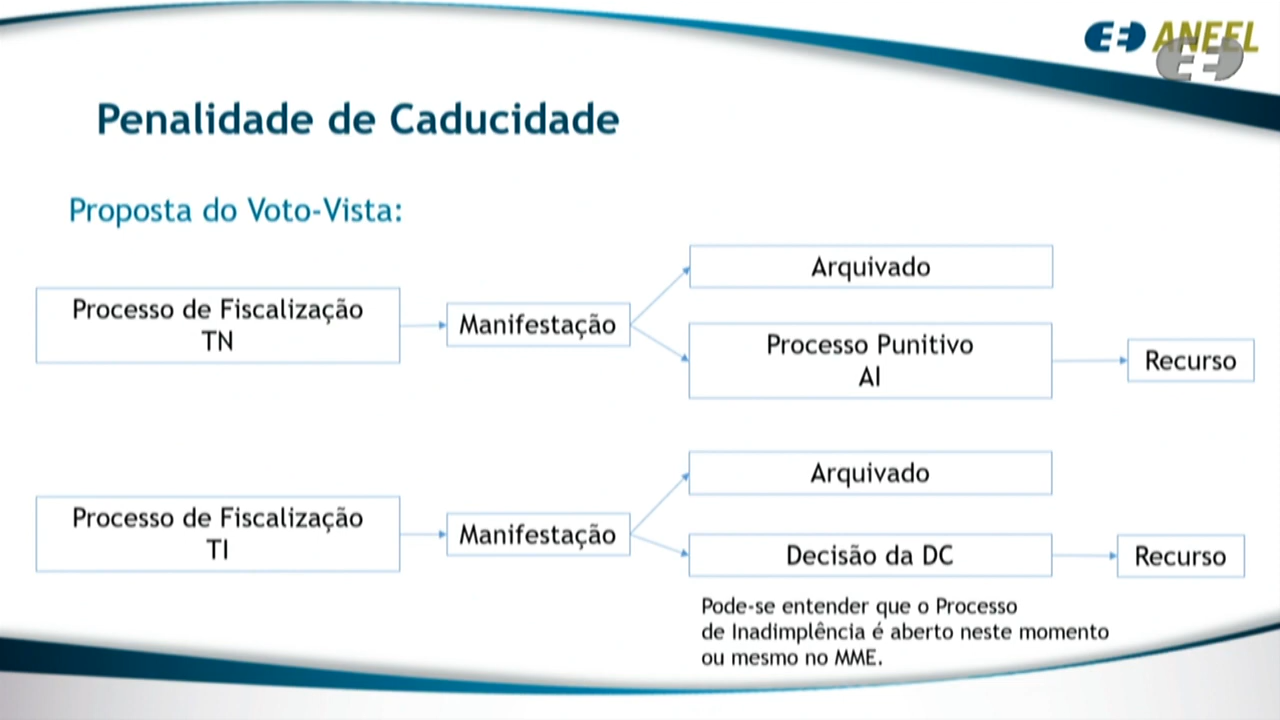 ANEEL
Penalidade de Caducidade
Proposta do Voto-Vista:
Processo de Fiscalização
TN
Manifestação
Arquivado
Processo Punitivo
AI
Recurso
Processo de Fiscalização
TI
Manifestação
Arquivado
Decisão da DC
Recurso
Pode-se entender que o Processo
de Inadimplência é aberto neste momento
ou mesmo no MME.